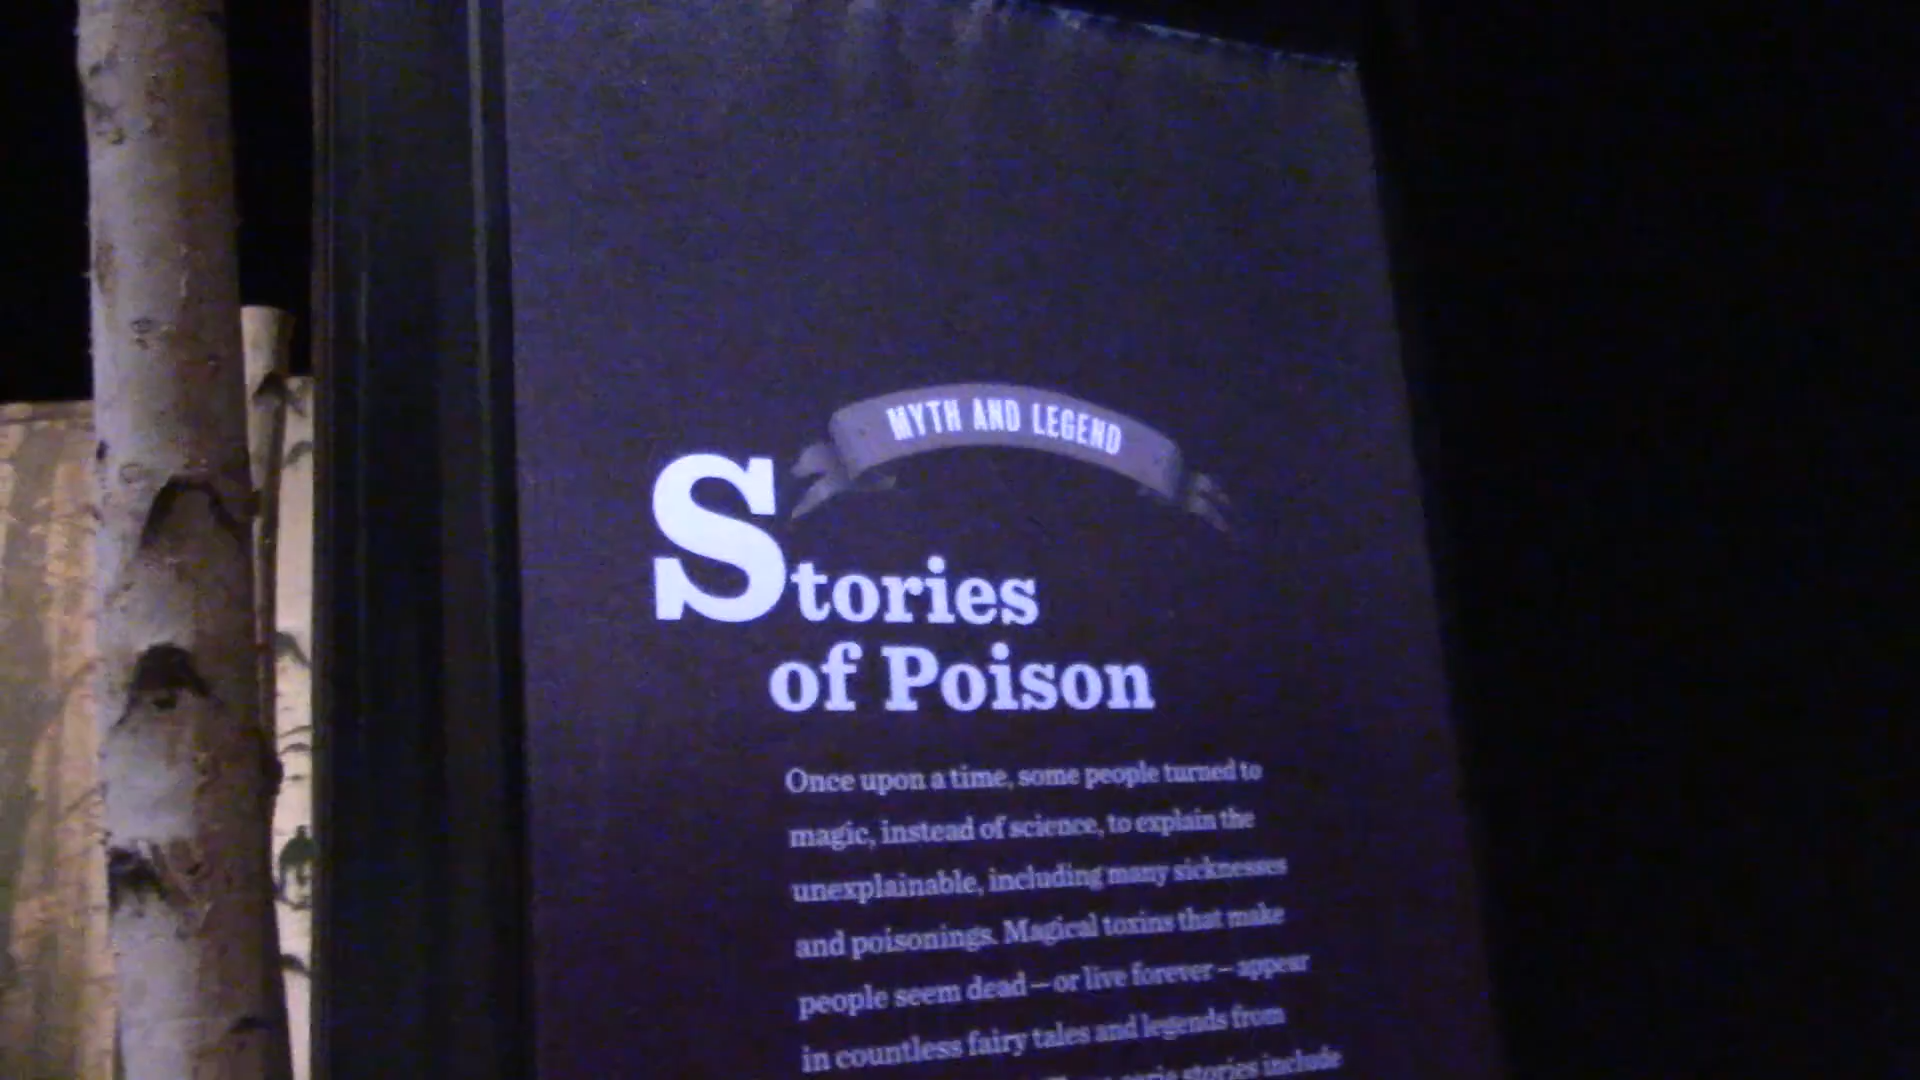 MYTH AND LEGEND
Stories
of Poison
Once upon a time, some people turned to
magic, instead of science, to explain the
unexplainable, including many sicknesses
and poisonings. Magical toxins that make
people seem dead – or live forever – appear
in countless fairy tales and legends from
stories include